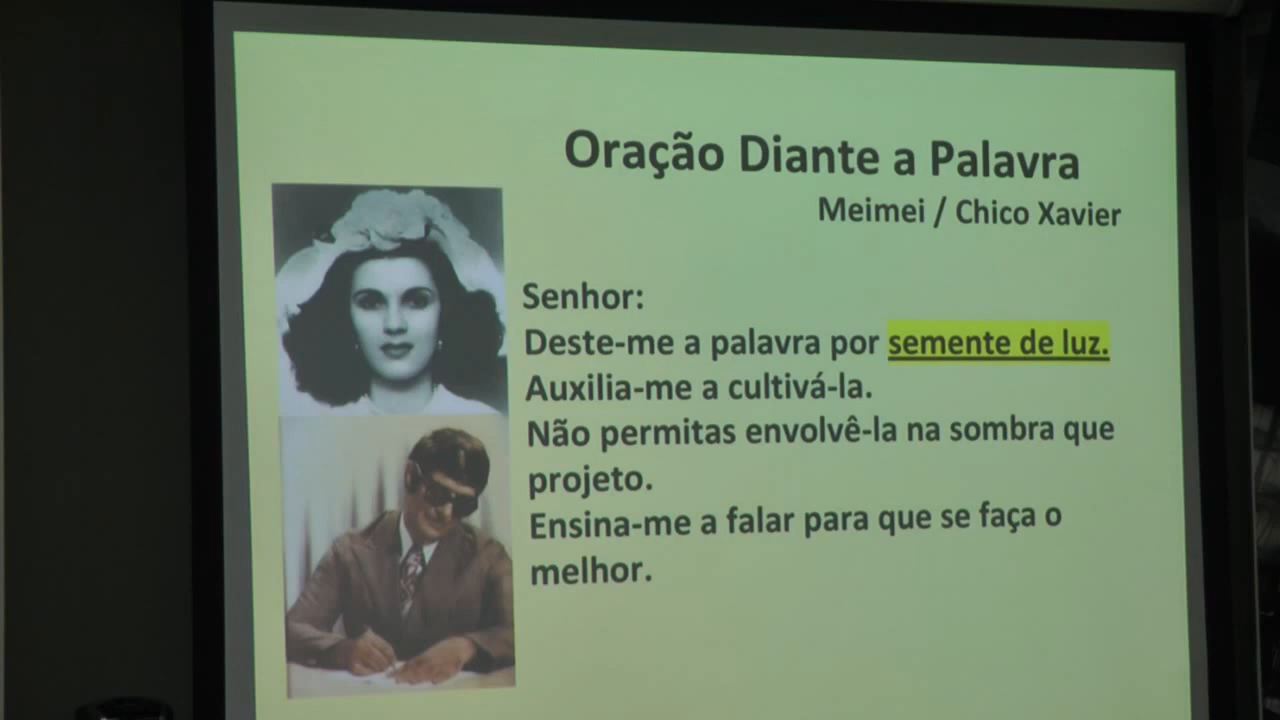 Oração Diante a Palavra
Meimei / Chico Xavier
Senhor:
Deste-me a palavra por semente de luz.
Auxilia-me a cultivá-la.
Não permitas envolvê-la na sombra que
projeto.
Ensina-me a falar para que se faça o
melhor.